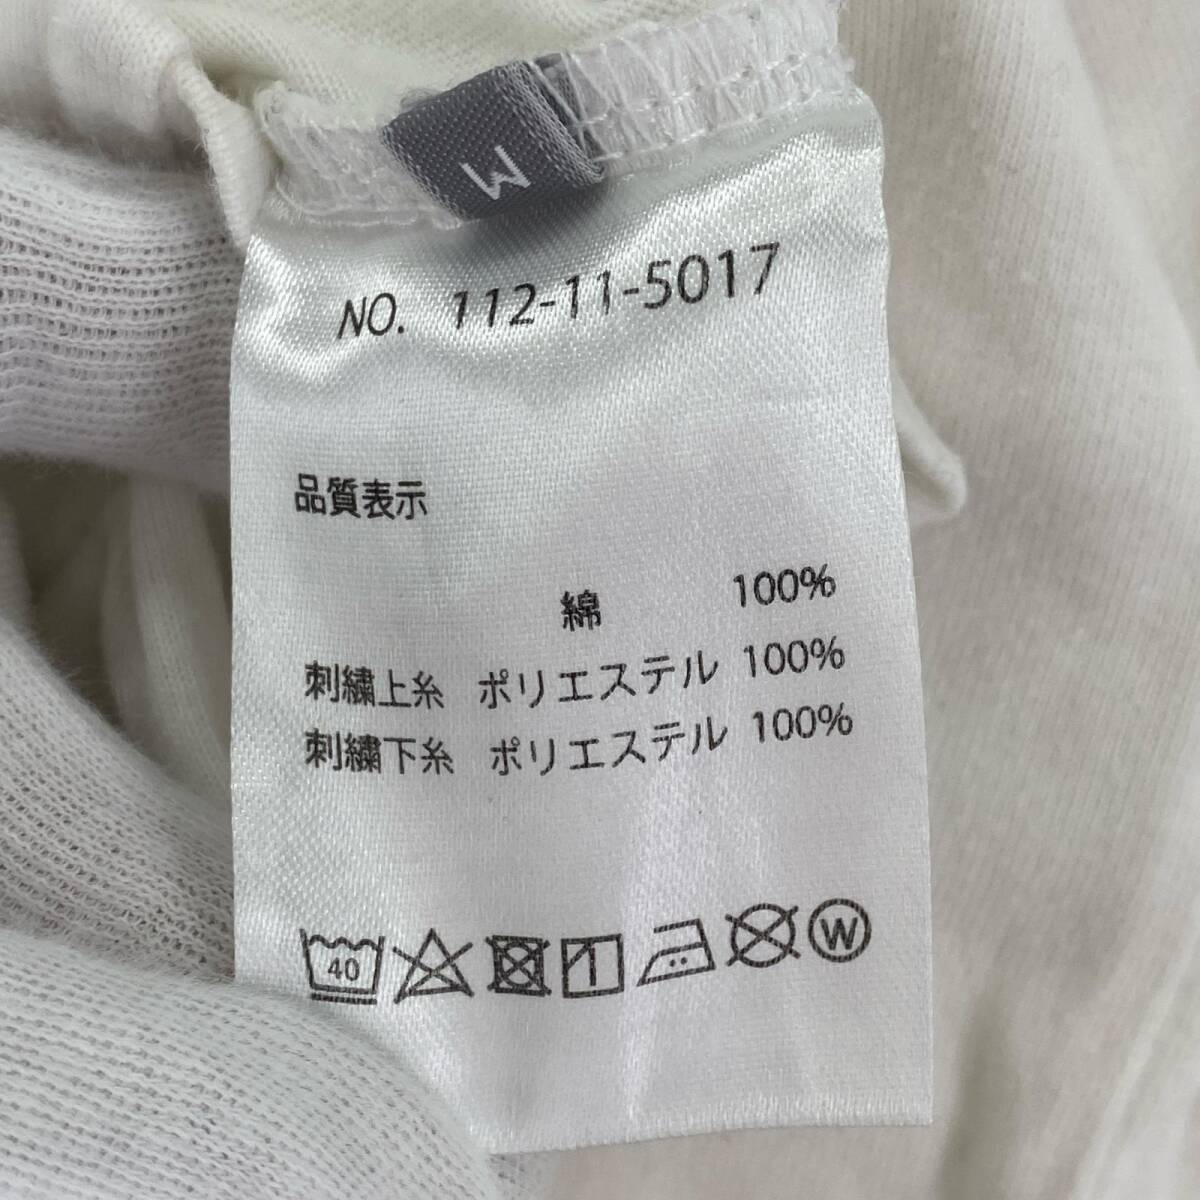 M
NO. 112-11-5017
品質表示
綿 100%
刺繍上糸 ポリエステル 100%
刺繍下糸 ポリエステル 100%
40 W